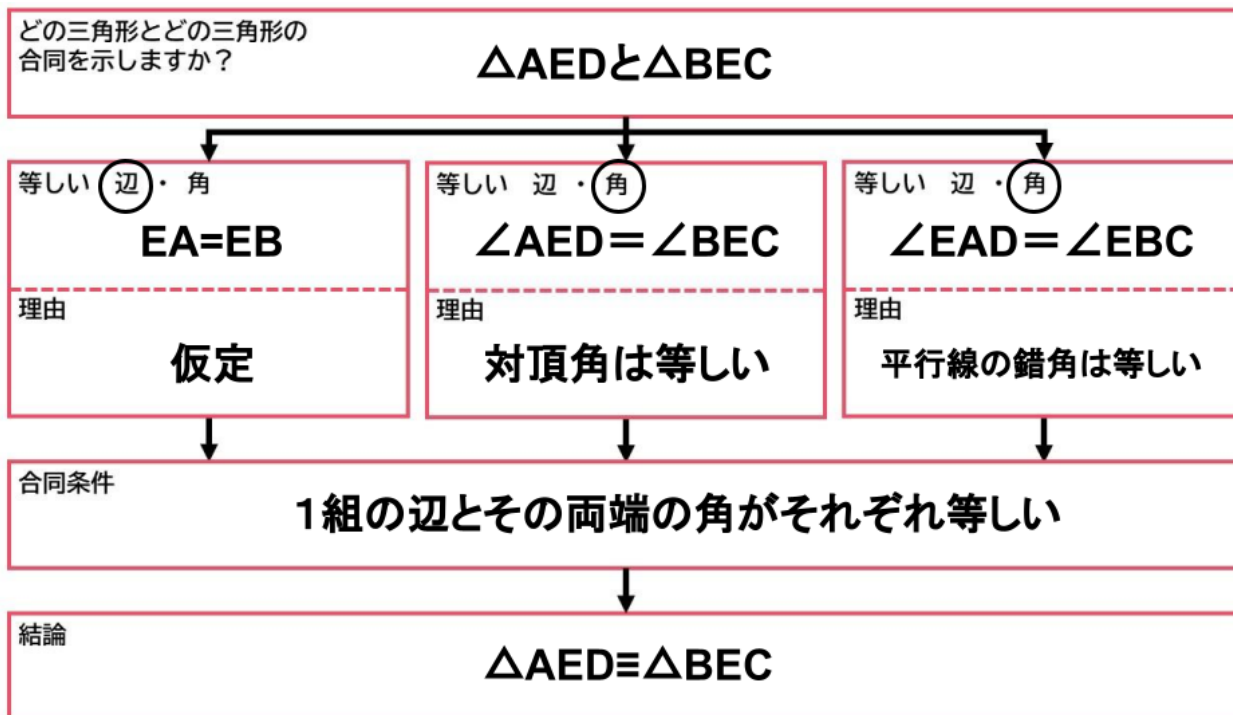 どの三角形とどの三角形の
合同を示しますか？
△AEDと△BEC
等しい 辺 ・ 角
EA=EB
理由
仮定
等しい 辺 ・ 角
∠AED＝∠BEC
理由
対頂角は等しい
等しい 辺 ・ 角
∠EAD＝∠EBC
理由
平行線の錯角は等しい
合同条件
1組の辺とその両端の角がそれぞれ等しい
結論
△AED≡△BEC